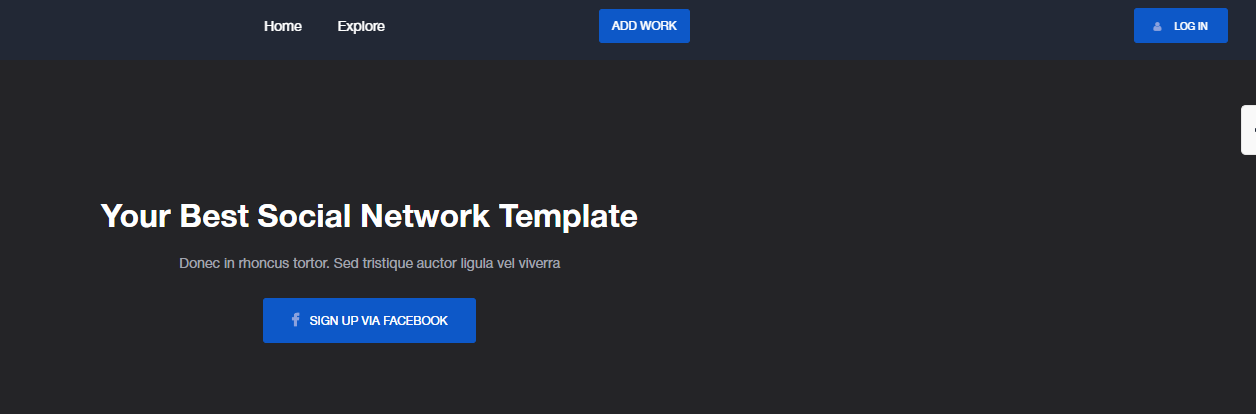 Home Explore ADD WORK LOG IN
Your Best Social Network Template
Donec in rhoncus tortor. Sed tristique auctor ligula vel viverra
SIGN UP VIA FACEBOOK